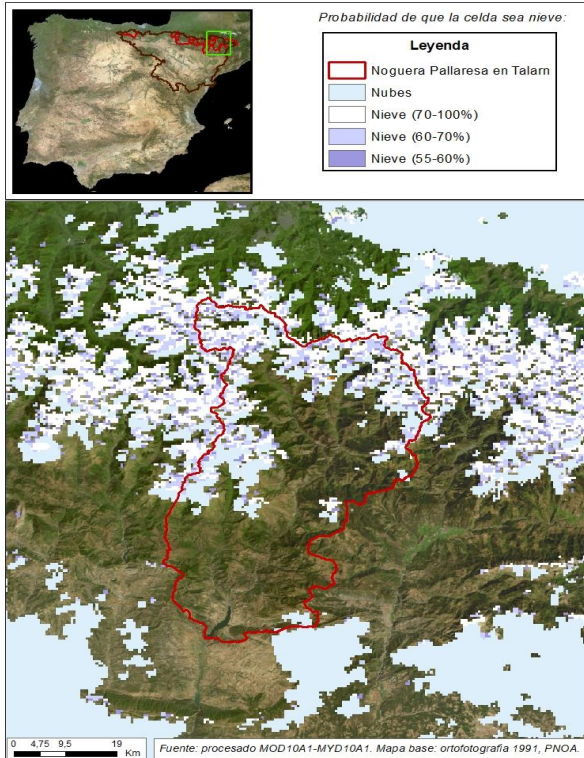 Probabilidad de que la celda sea nieve:
Leyenda
Noguera Pallaresa en Talarn
Nubes
Nieve (70-100%)
Nieve (60-70%)
Nieve (55-60%)
0 4,75 9,5 19
Km
Fuente: procesado MOD10A1-MYD10A1. Mapa base: ortofotografía 1991, PNOA.